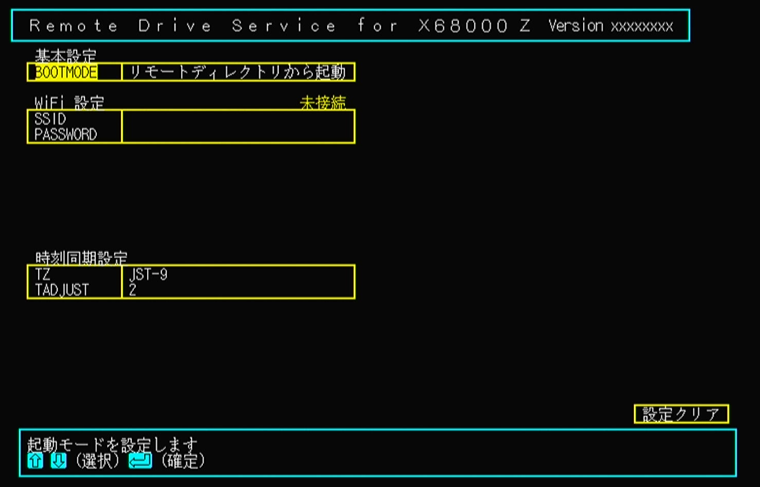 Ｒｅｍｏｔｅ　Ｄｒｉｖｅ　Ｓｅｒｖｉｃｅ　ｆｏｒ　Ｘ６８０００　Ｚ　Version xxxxxxxx
基本設定
BOOTMODE リモートディレクトリから起動
WiFi 設定 未接続
SSID
PASSWORD
時刻同期設定
TZ JST-9
TADJUST 2
設定クリア
起動モードを設定します
⇧ ⇩ (選択) ⏎ (確定)